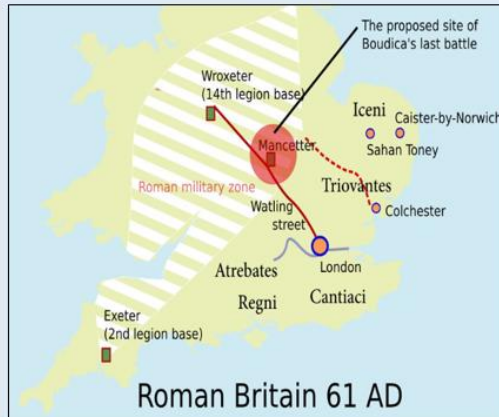 The proposed site of
Boudica's last battle
Wroxeter
(14th legion base)
Iceni
Caister-by-Norwich
Mancetter
Sahan Toney
Roman military zone
Triovantes
Watling
street
Colchester
London
Atrebates
Regni
Cantiaci
Exeter
(2nd legion base)
Roman Britain 61 AD